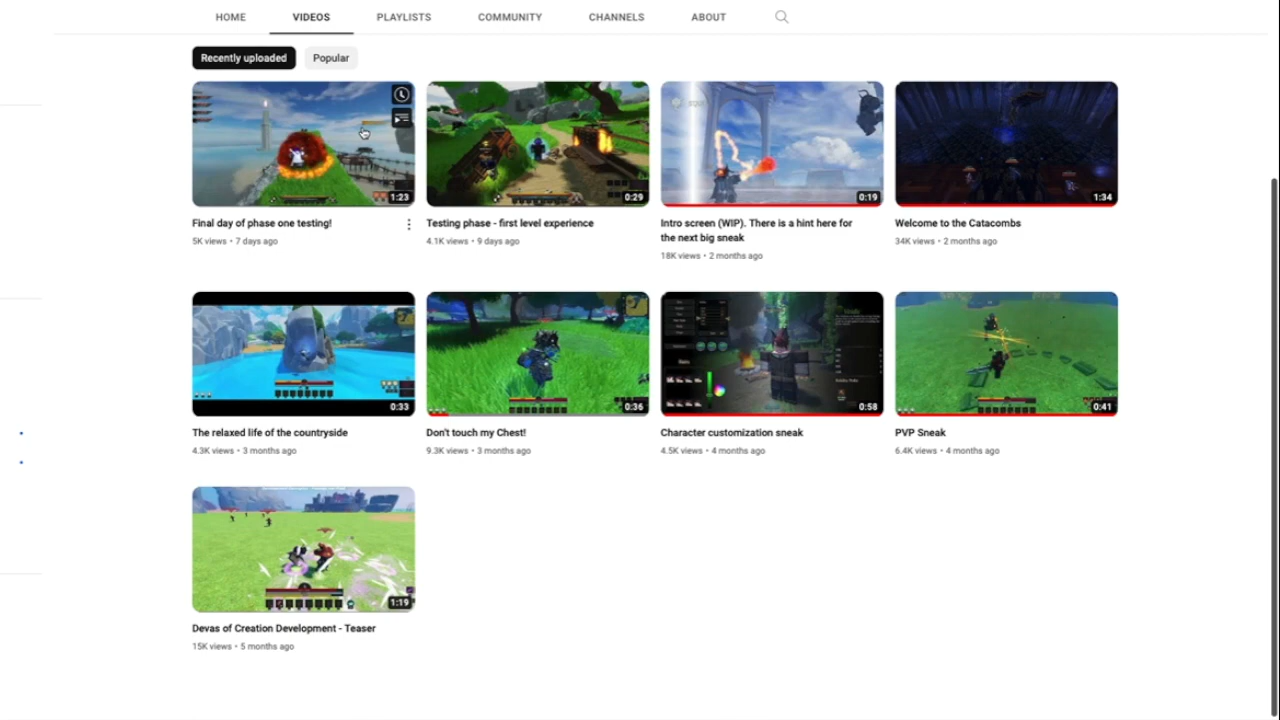 HOME VIDEOS PLAYLISTS COMMUNITY CHANNELS ABOUT
Recently uploaded Popular
1:23
Final day of phase one testing!
5K views • 7 days ago
0:29
Testing phase - first level experience
4.1K views • 9 days ago
0:19
Intro screen (WIP). There is a hint here for
the next big sneak
18K views • 2 months ago
1:34
Welcome to the Catacombs
34K views • 2 months ago
0:33
The relaxed life of the countryside
4.3K views • 3 months ago
0:36
Don't touch my Chest!
9.3K views • 3 months ago
0:58
Character customization sneak
4.5K views • 4 months ago
0:41
PVP Sneak
6.4K views • 4 months ago
1:19
Devas of Creation Development - Teaser
15K views • 5 months ago